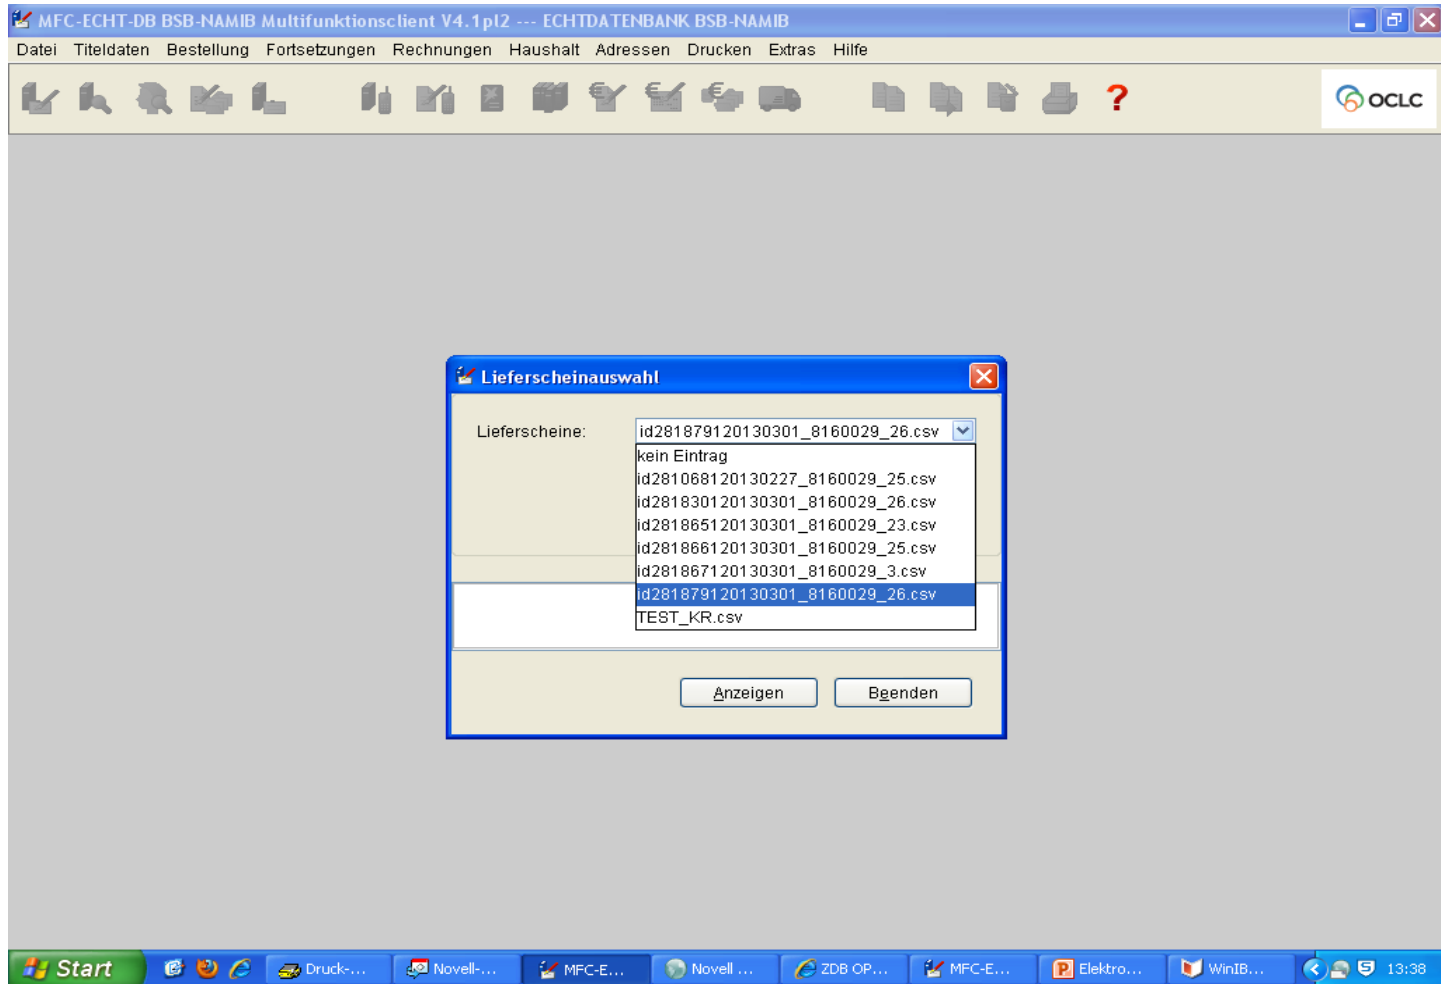 MFC-ECHT-DB BSB-NAMIB Multifunktionsclient V4.1pl2 --- ECHTDATENBANK BSB-NAMIB
Datei Titeldaten Bestellung Fortsetzungen Rechnungen Haushalt Adressen Drucken Extras Hilfe
? OCLC
Lieferscheinauswahl
Lieferscheine: id281879120130301_8160029_26.csv
kein Eintrag
id281068120130227_8160029_25.csv
id281830120130301_8160029_26.csv
id281865120130301_8160029_23.csv
id281866120130301_8160029_25.csv
id281867120130301_8160029_3.csv
id281879120130301_8160029_26.csv
TEST_KR.csv
Anzeigen Beenden
Start Druck-... Novell-... MFC-E... Novell ... ZDB OP... MFC-E... Elektro... WinIB... 13:38